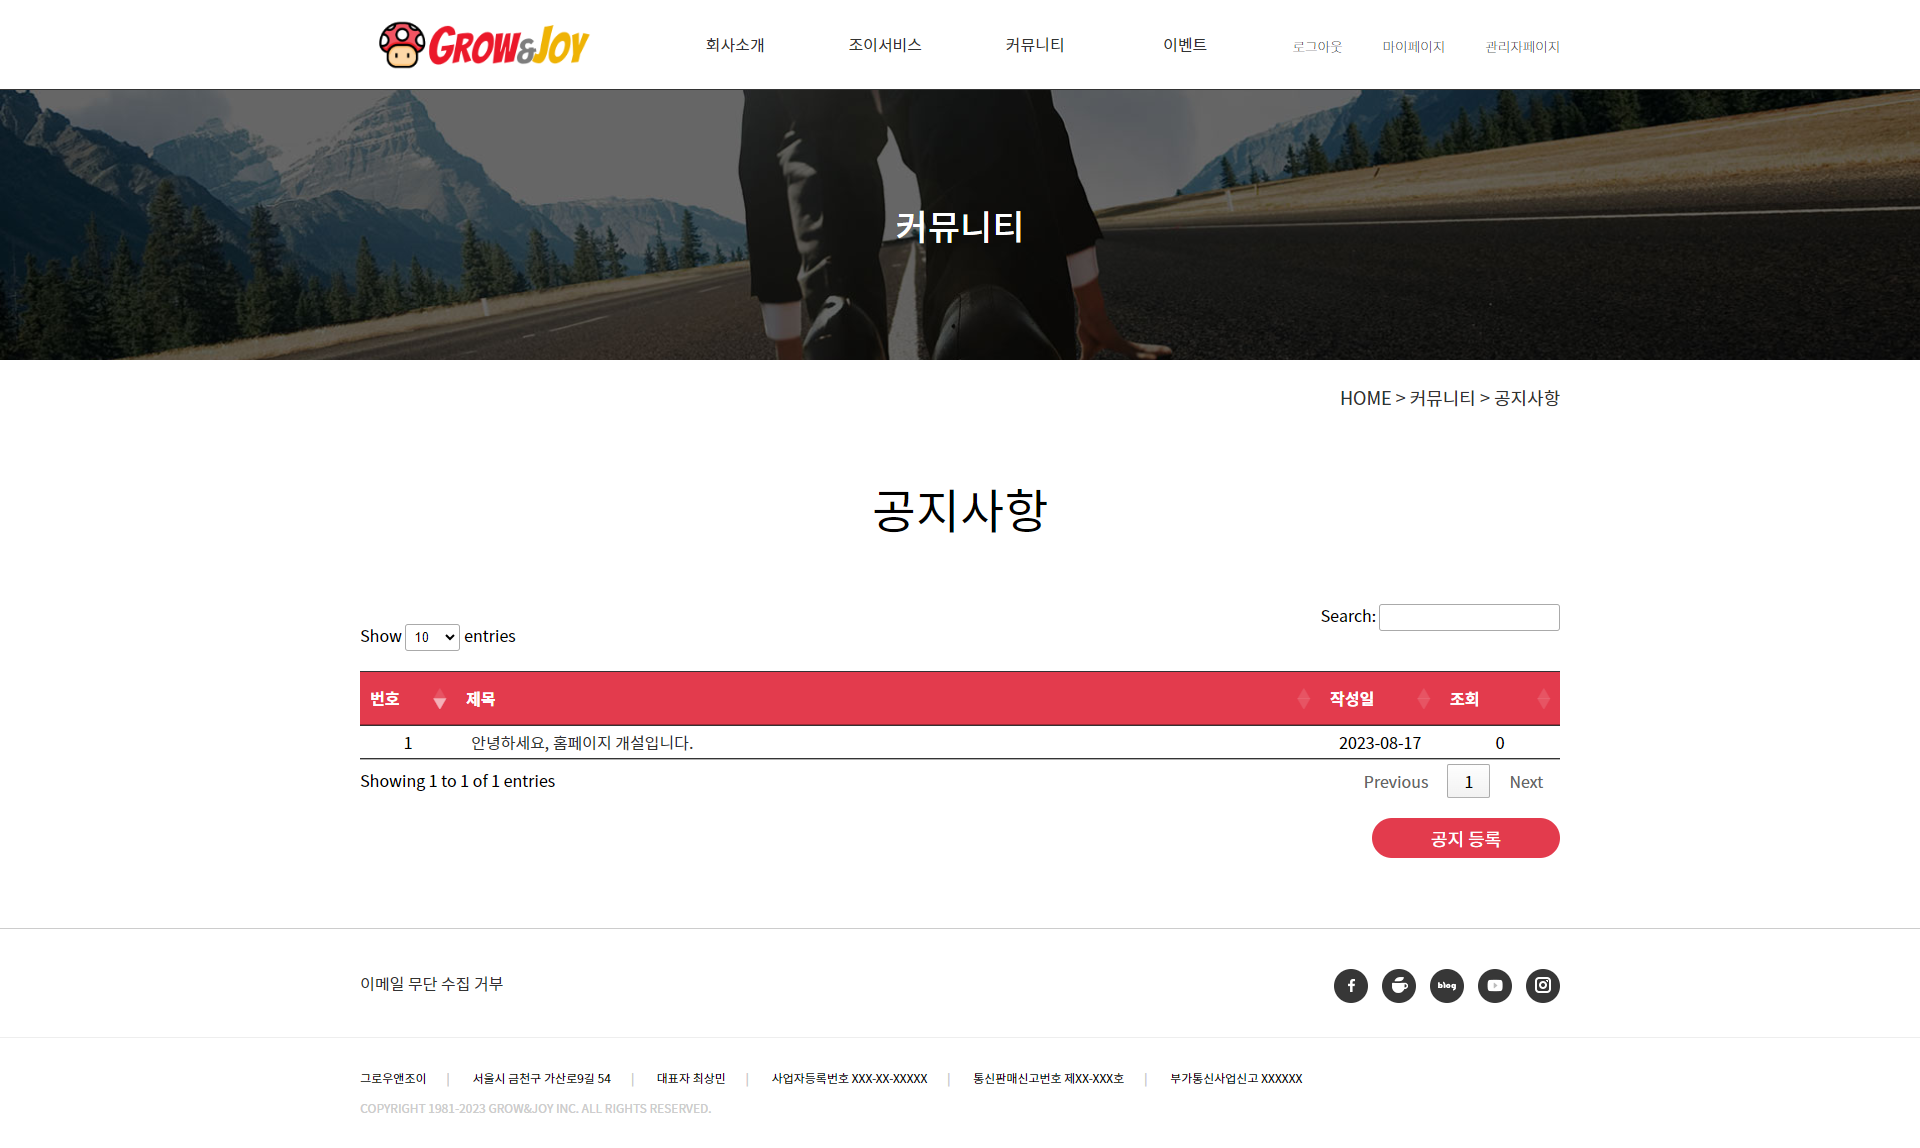 GROW&JOY
회사소개 조이서비스 커뮤니티 이벤트 로그아웃 마이페이지 관리자페이지
커뮤니티
HOME > 커뮤니티 > 공지사항
공지사항
Search:
Show 10 entries
번호 제목 작성일 조회
1 안녕하세요, 홈페이지 개설입니다. 2023-08-17 0
Showing 1 to 1 of 1 entries Previous 1 Next
공지 등록
이메일 무단 수집 거부 blog
그로우앤조이 | 서울시 금천구 가산로9길 54 | 대표자 최상민 | 사업자등록번호 XXX-XX-XXXXX | 통신판매신고번호 제XX-XXX호 | 부가통신사업신고 XXXXXX
COPYRIGHT 1981-2023 GROW&JOY INC. ALL RIGHTS RESERVED.